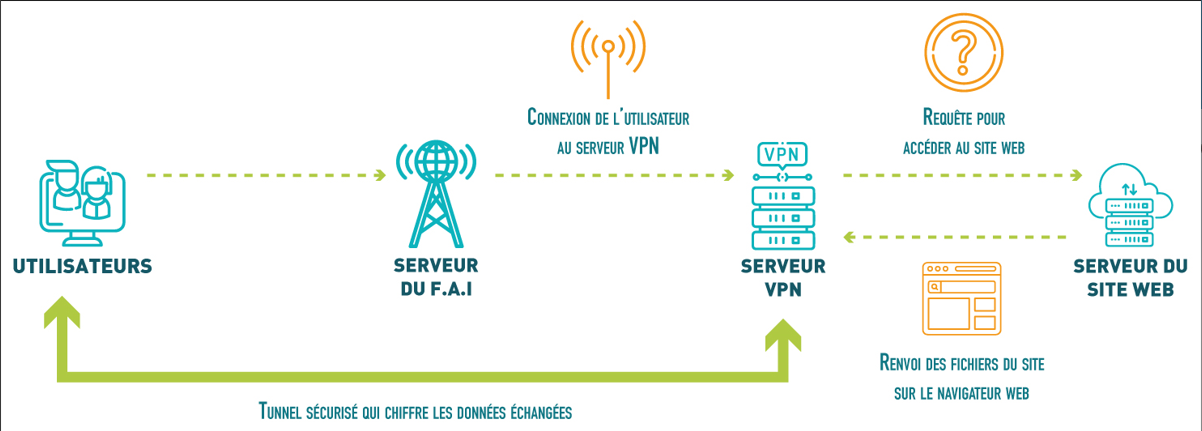 Connexion de l'utilisateur
au serveur VPN
Requête pour
accéder au site web
VPN
UTILISATEURS
SERVEUR
DU F.A.I
SERVEUR
VPN
SERVEUR DU
SITE WEB
Renvoi des fichiers du site
sur le navigateur web
Tunnel sécurisé qui chiffre les données échangées